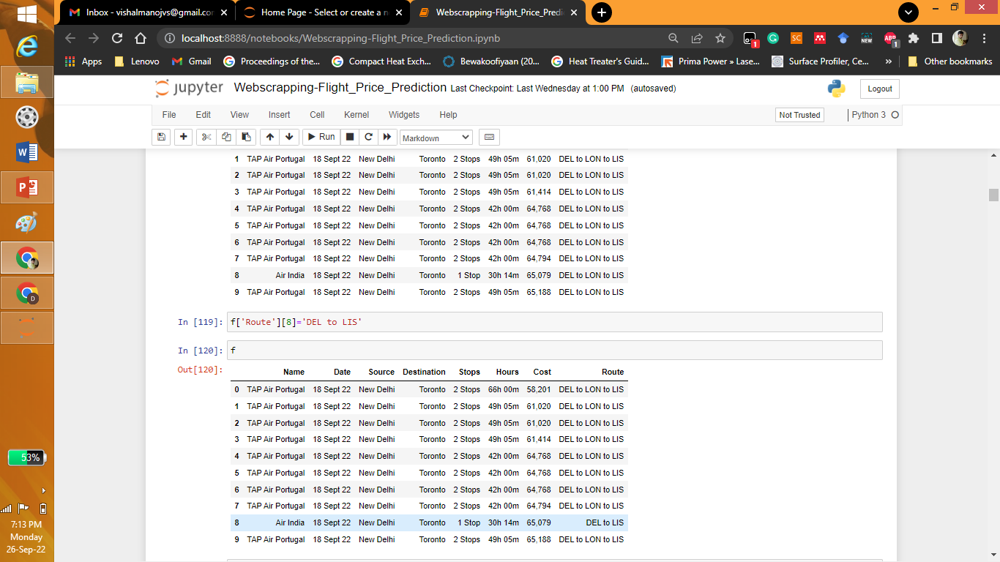 Inbox - vishalmanojvs@gmail.co
Home Page - Select or create a n
Webscrapping-Flight_Price_Predi
localhost:8888/notebooks/Webscrapping-Flight_Price_Prediction.ipynb
Apps Lenovo Gmail Proceedings of the... Compact Heat Exch... Bewakoofiyaan (20... Heat Treater's Guid... Prima Power » Lase... Surface Profiler, Ce... » Other bookmarks
jupyter Webscrapping-Flight_Price_Prediction Last Checkpoint: Last Wednesday at 1:00 PM (autosaved) Logout
File Edit View Insert Cell Kernel Widgets Help Not Trusted Python 3
Run Markdown
1 TAP Air Portugal 18 Sept 22 New Delhi Toronto 2 Stops 49h 05m 61,020 DEL to LON to LIS
2 TAP Air Portugal 18 Sept 22 New Delhi Toronto 2 Stops 49h 05m 61,020 DEL to LON to LIS
3 TAP Air Portugal 18 Sept 22 New Delhi Toronto 2 Stops 49h 05m 61,414 DEL to LON to LIS
4 TAP Air Portugal 18 Sept 22 New Delhi Toronto 2 Stops 42h 00m 64,768 DEL to LON to LIS
5 TAP Air Portugal 18 Sept 22 New Delhi Toronto 2 Stops 42h 00m 64,768 DEL to LON to LIS
6 TAP Air Portugal 18 Sept 22 New Delhi Toronto 2 Stops 42h 00m 64,768 DEL to LON to LIS
7 TAP Air Portugal 18 Sept 22 New Delhi Toronto 2 Stops 42h 00m 64,794 DEL to LON to LIS
8 Air India 18 Sept 22 New Delhi Toronto 1 Stop 30h 14m 65,079 DEL to LON to LIS
9 TAP Air Portugal 18 Sept 22 New Delhi Toronto 2 Stops 49h 05m 65,188 DEL to LON to LIS
In [119]: f['Route'][8]='DEL to LIS'
In [120]: f
Out[120]:
Name Date Source Destination Stops Hours Cost Route
0 TAP Air Portugal 18 Sept 22 New Delhi Toronto 2 Stops 66h 00m 58,201 DEL to LON to LIS
1 TAP Air Portugal 18 Sept 22 New Delhi Toronto 2 Stops 49h 05m 61,020 DEL to LON to LIS
2 TAP Air Portugal 18 Sept 22 New Delhi Toronto 2 Stops 49h 05m 61,020 DEL to LON to LIS
3 TAP Air Portugal 18 Sept 22 New Delhi Toronto 2 Stops 49h 05m 61,414 DEL to LON to LIS
4 TAP Air Portugal 18 Sept 22 New Delhi Toronto 2 Stops 42h 00m 64,768 DEL to LON to LIS
5 TAP Air Portugal 18 Sept 22 New Delhi Toronto 2 Stops 42h 00m 64,768 DEL to LON to LIS
6 TAP Air Portugal 18 Sept 22 New Delhi Toronto 2 Stops 42h 00m 64,768 DEL to LON to LIS
7 TAP Air Portugal 18 Sept 22 New Delhi Toronto 2 Stops 42h 00m 64,794 DEL to LON to LIS
8 Air India 18 Sept 22 New Delhi Toronto 1 Stop 30h 14m 65,079 DEL to LIS
9 TAP Air Portugal 18 Sept 22 New Delhi Toronto 2 Stops 49h 05m 65,188 DEL to LON to LIS
53%
7:13 PM
Monday
26-Sep-22